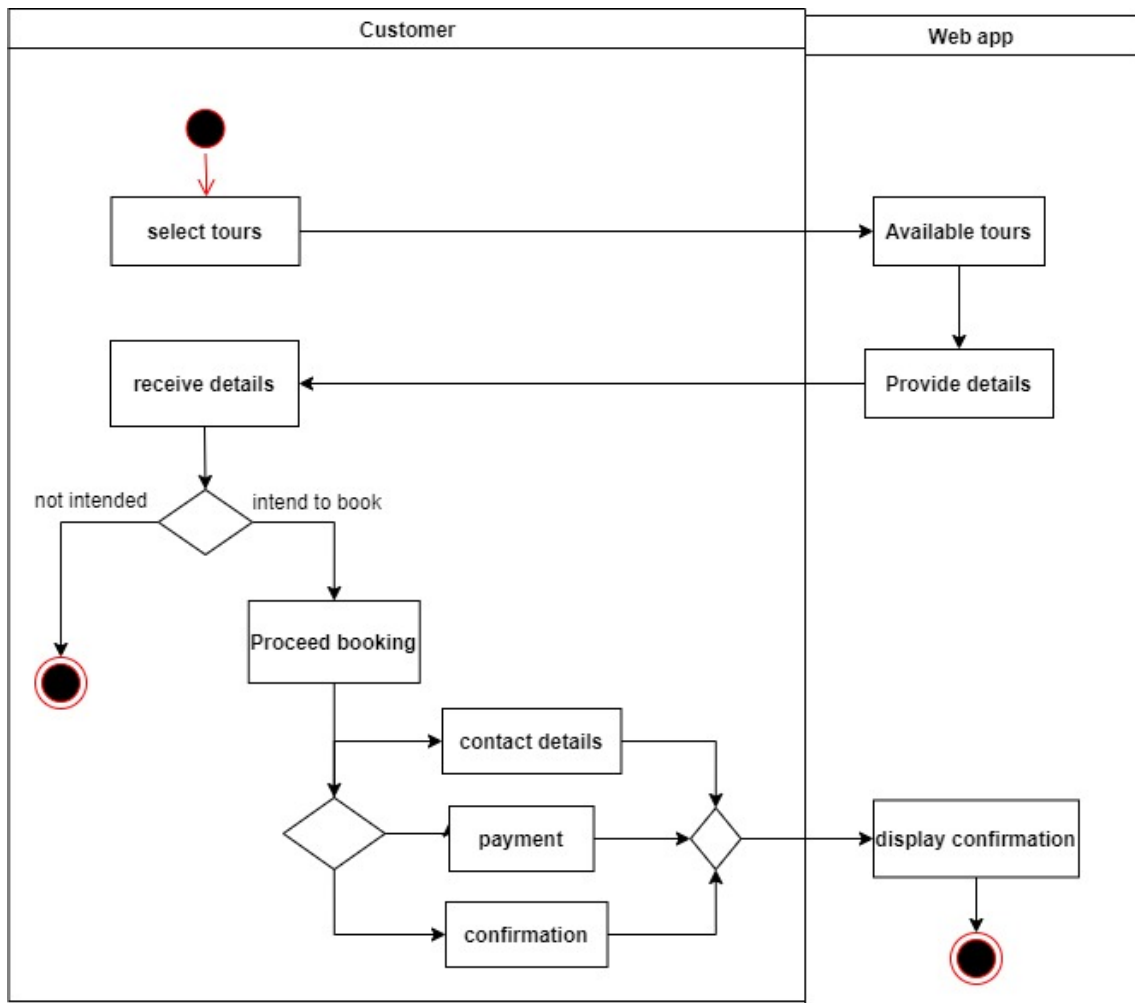 Customer
Web app
select tours
Available tours
receive details
Provide details
not intended
intend to book
Proceed booking
contact details
payment
display confirmation
confirmation